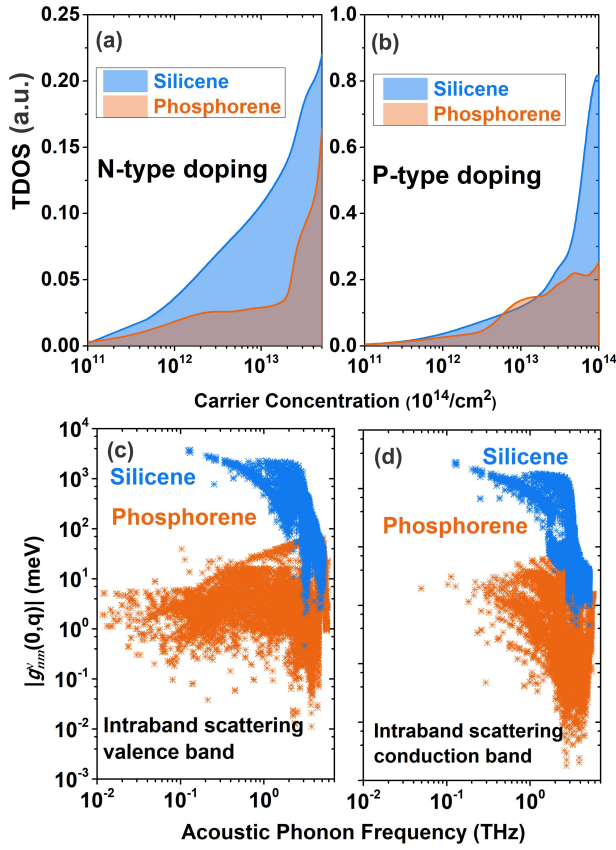 (a)
Silicene
Phosphorene
N-type doping
TDOS (a.u.)
0.25
0.20
0.15
0.10
0.05
0.00
10¹¹
10¹²
10¹³
(b)
Silicene
Phosphorene
P-type doping
1.0
0.8
0.6
0.4
0.2
0.0
10¹¹
10¹²
10¹³
10¹⁴
Carrier Concentration (10¹⁴/cm²)
(c)
Silicene
Phosphorene
Intraband scattering
valence band
|gᵛₙₘ(0,q)| (meV)
10⁴
10³
10²
10¹
10⁰
10⁻¹
10⁻²
10⁻³
10⁻²
10⁻¹
10⁰
(d)
Silicene
Phosphorene
Intraband scattering
conduction band
10⁻²
10⁻¹
10⁰
Acoustic Phonon Frequency (THz)